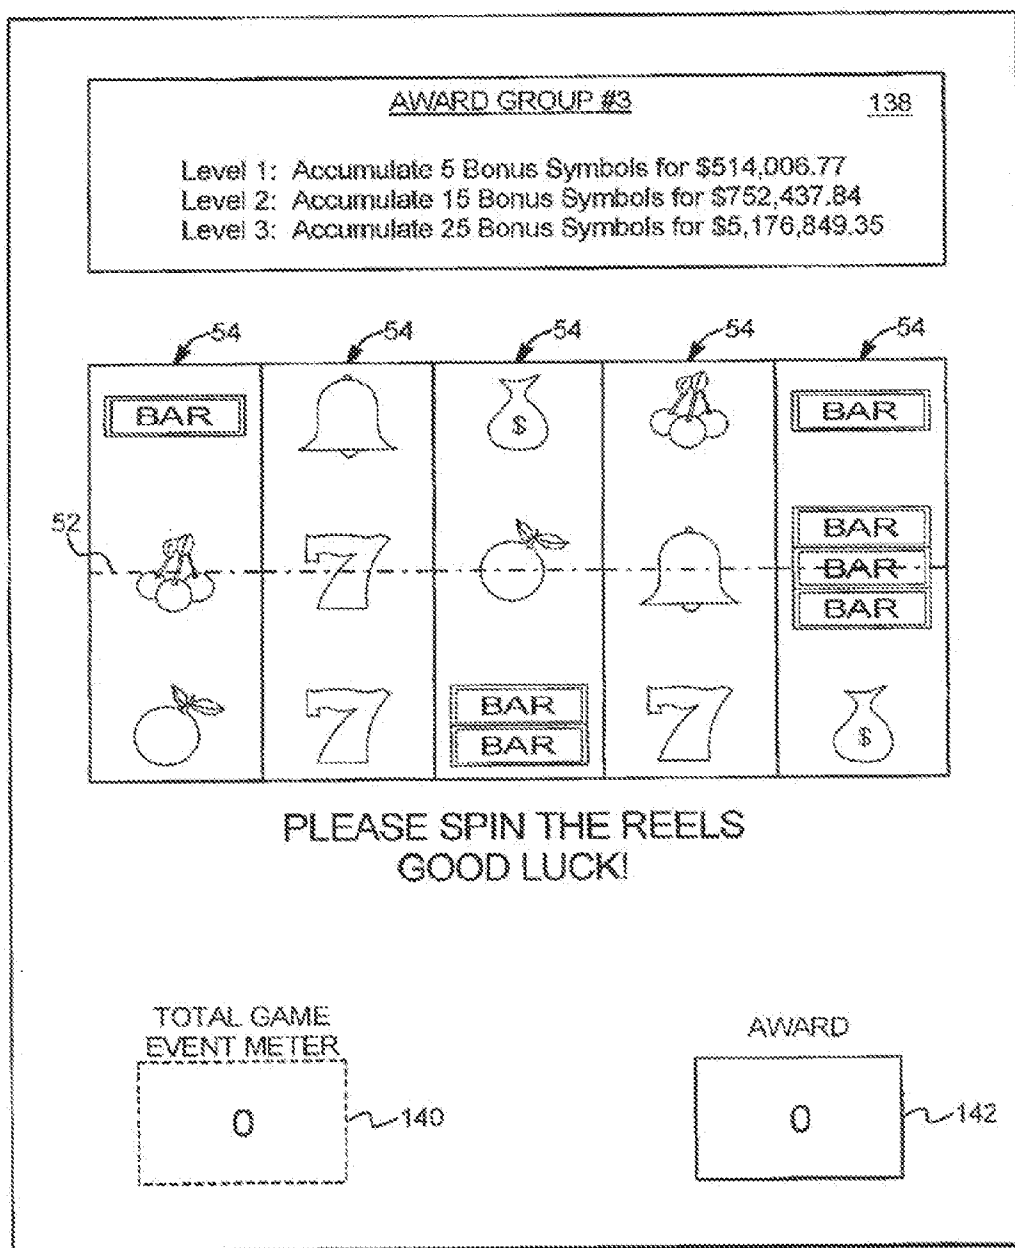 AWARD GROUP #3
138
Level 1: Accumulate 5 Bonus Symbols for $514,006.77
Level 2: Accumulate 15 Bonus Symbols for $752,437.84
Level 3: Accumulate 25 Bonus Symbols for $5,176,849.35
54 54 54 54 54
BAR $ BAR
52
7 BAR
BAR
BAR
7 BAR 7 $
BAR
PLEASE SPIN THE REELS
GOOD LUCK!
TOTAL GAME
EVENT METER
0
140
AWARD
0
142